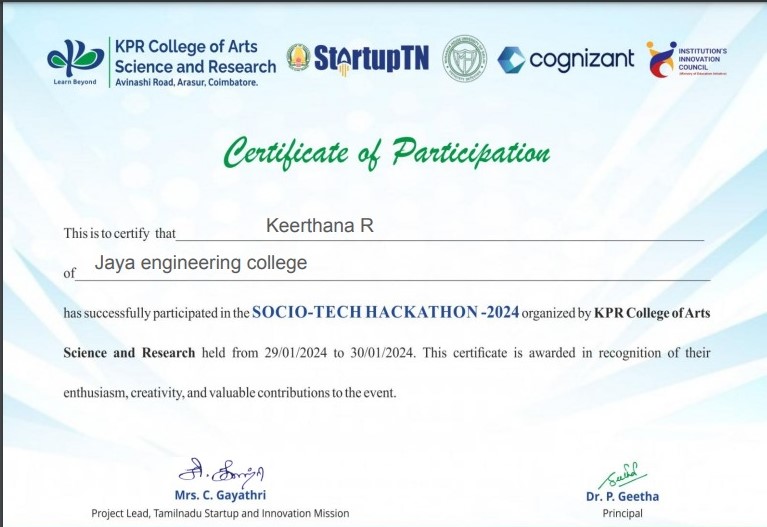 KPR College of Arts
Science and Research
Avinashi Road, Arasur, Coimbatore.
Learn Beyond
StartupTN
cognizant
INSTITUTION'S
INNOVATION
COUNCIL
(Ministry of Education Initiative)
Certificate of Participation
This is to certify that Keerthana R
of Jaya engineering college
has successfully participated in the SOCIO-TECH HACKATHON -2024 organized by KPR College of Arts
Science and Research held from 29/01/2024 to 30/01/2024. This certificate is awarded in recognition of their
enthusiasm, creativity, and valuable contributions to the event.
Mrs. C. Gayathri
Project Lead, Tamilnadu Startup and Innovation Mission
Dr. P. Geetha
Principal